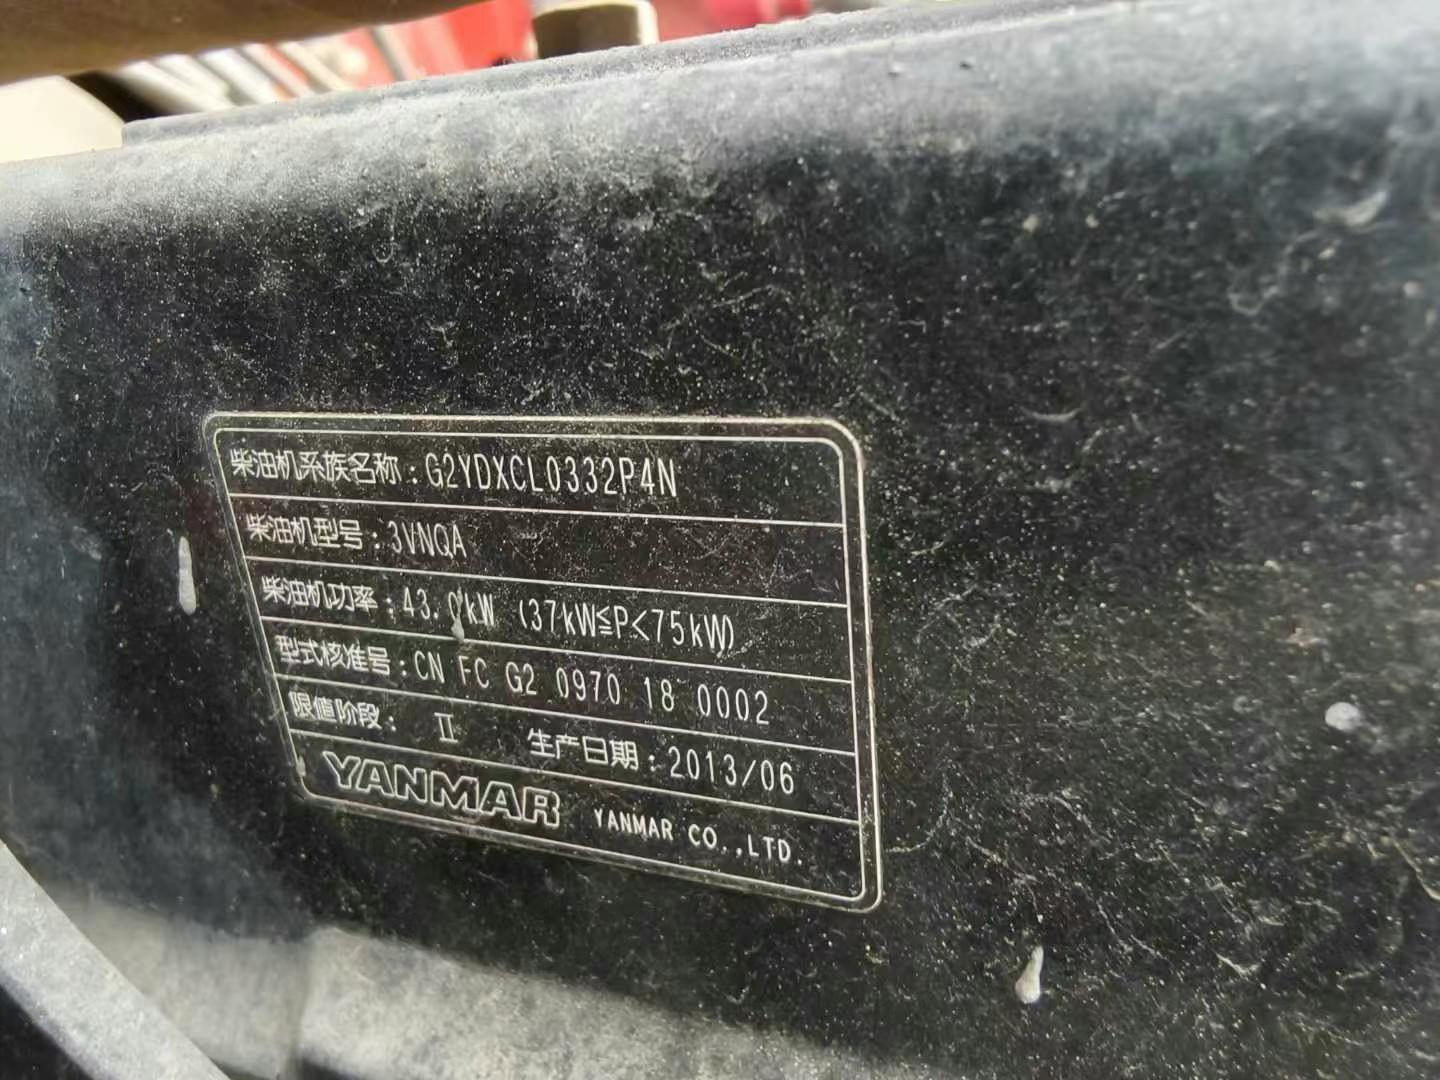 柴油机系族名称：G2YDXCL0332P4N
柴油机型号：3VNQA
柴油机功率：43.0kW (37kW≦P<75kW)
型式核准号：CN FC G2 0970 18 0002
限值阶段： Ⅱ 生产日期：2013/06
YANMAR YANMAR CO.,LTD.